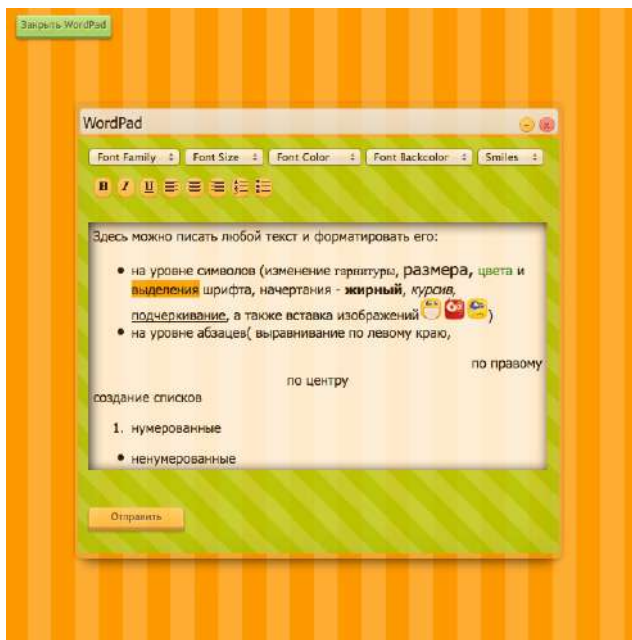 Закрыть WordPad
WordPad
Font Family Font Size Font Color Font Backcolor Smiles
B I U
Здесь можно писать любой текст и форматировать его:
• на уровне символов (изменение гарнитуры, размера, цвета и
выделения шрифта, начертания - жирный, курсив,
подчеркивание, а также вставка изображений )
• на уровне абзацев( выравнивание по левому краю,
по правому
по центру
создание списков
1. нумерованные
• ненумерованные
Отправить